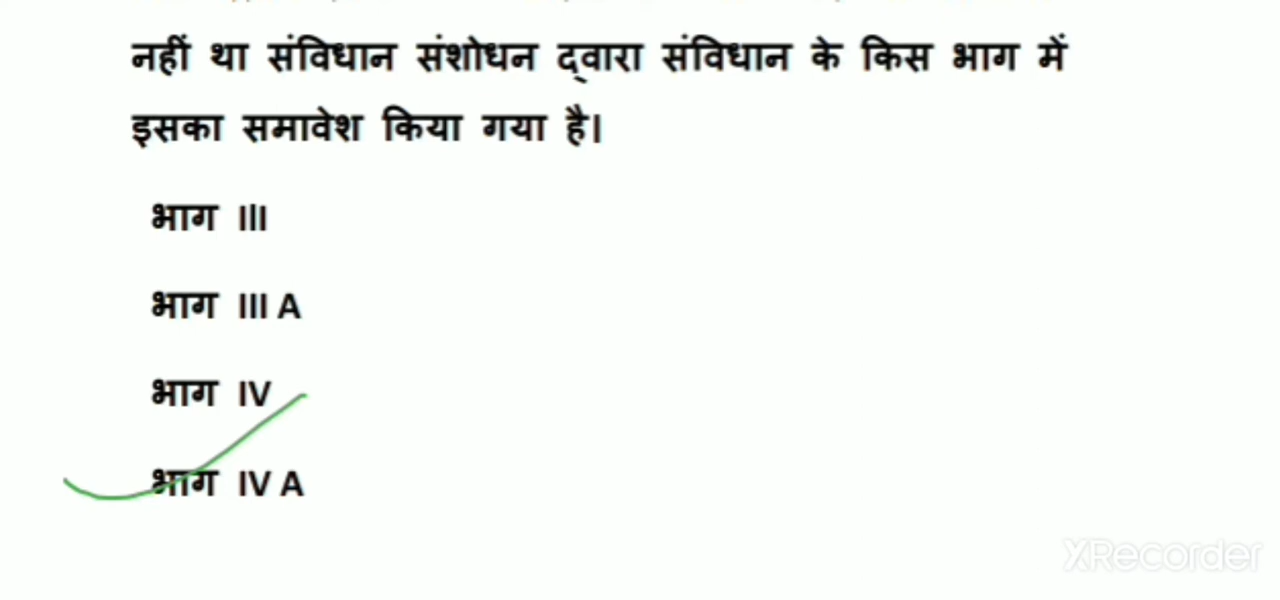 नहीं था संविधान संशोधन द्वारा संविधान के किस भाग में
इसका समावेश किया गया है।
भाग III
भाग III A
भाग IV
भाग IV A
XRecorder